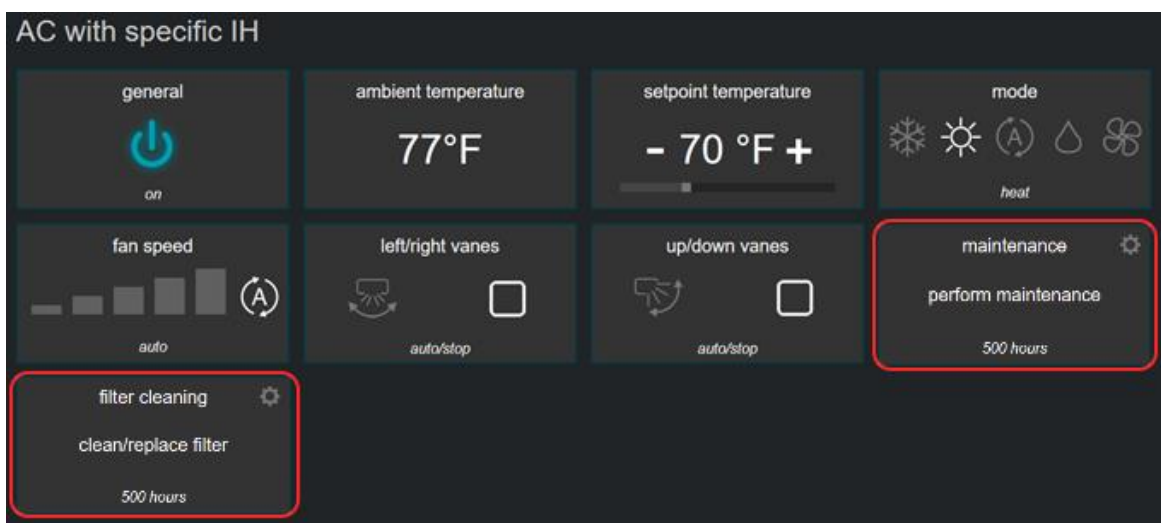 AC with specific IH
general
on
ambient temperature
77°F
setpoint temperature
- 70 °F +
mode
A
heat
fan speed
A
auto
left/right vanes
auto/stop
up/down vanes
auto/stop
maintenance
perform maintenance
500 hours
filter cleaning
clean/replace filter
500 hours